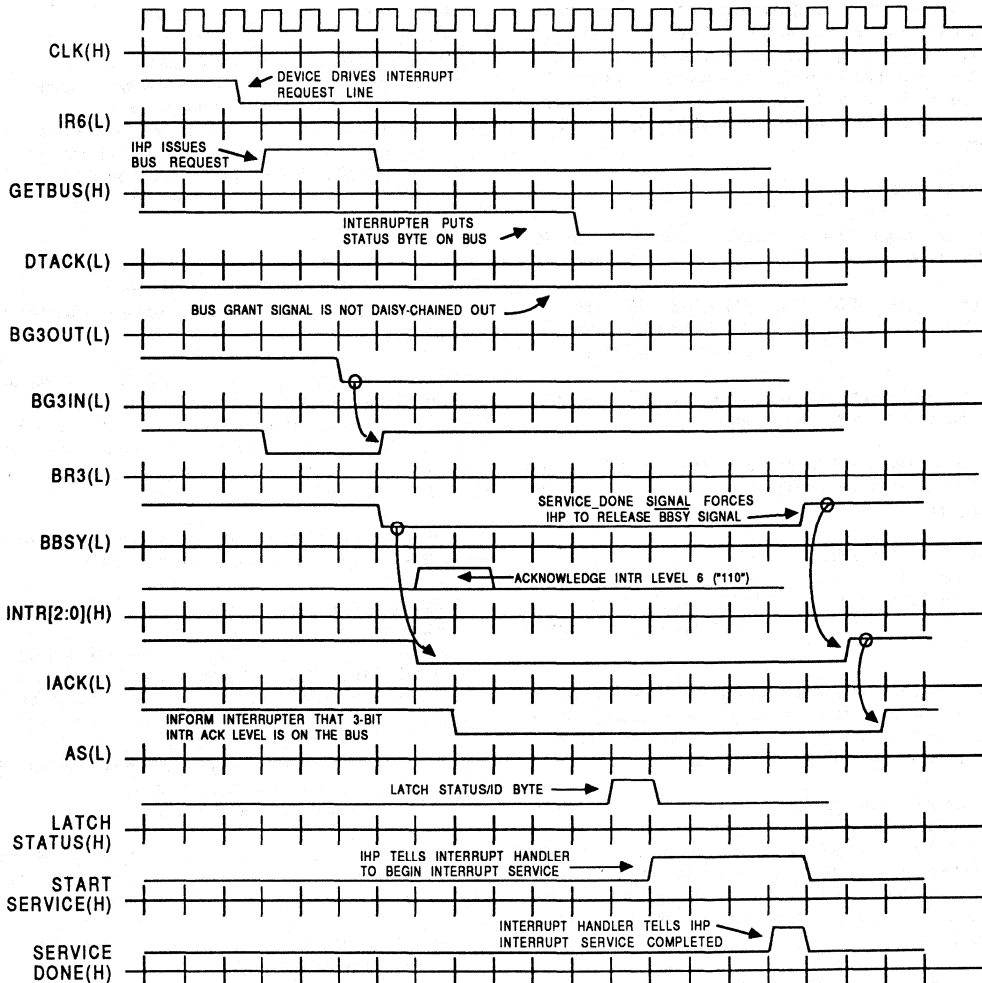 CLK(H)
DEVICE DRIVES INTERRUPT
REQUEST LINE
IR6(L)
IHP ISSUES
BUS REQUEST
GETBUS(H)
INTERRUPTER PUTS
STATUS BYTE ON BUS
DTACK(L)
BUS GRANT SIGNAL IS NOT DAISY-CHAINED OUT
BG3OUT(L)
BG3IN(L)
BR3(L)
SERVICE_DONE SIGNAL FORCES
IHP TO RELEASE BBSY SIGNAL
BBSY(L)
ACKNOWLEDGE INTR LEVEL 6 ("110")
INTR[2:0](H)
IACK(L)
INFORM INTERRUPTER THAT 3-BIT
INTR ACK LEVEL IS ON THE BUS
AS(L)
LATCH STATUS/ID BYTE
LATCH
STATUS(H)
IHP TELLS INTERRUPT HANDLER
TO BEGIN INTERRUPT SERVICE
START
SERVICE(H)
INTERRUPT HANDLER TELLS IHP
INTERRUPT SERVICE COMPLETED
SERVICE
DONE(H)